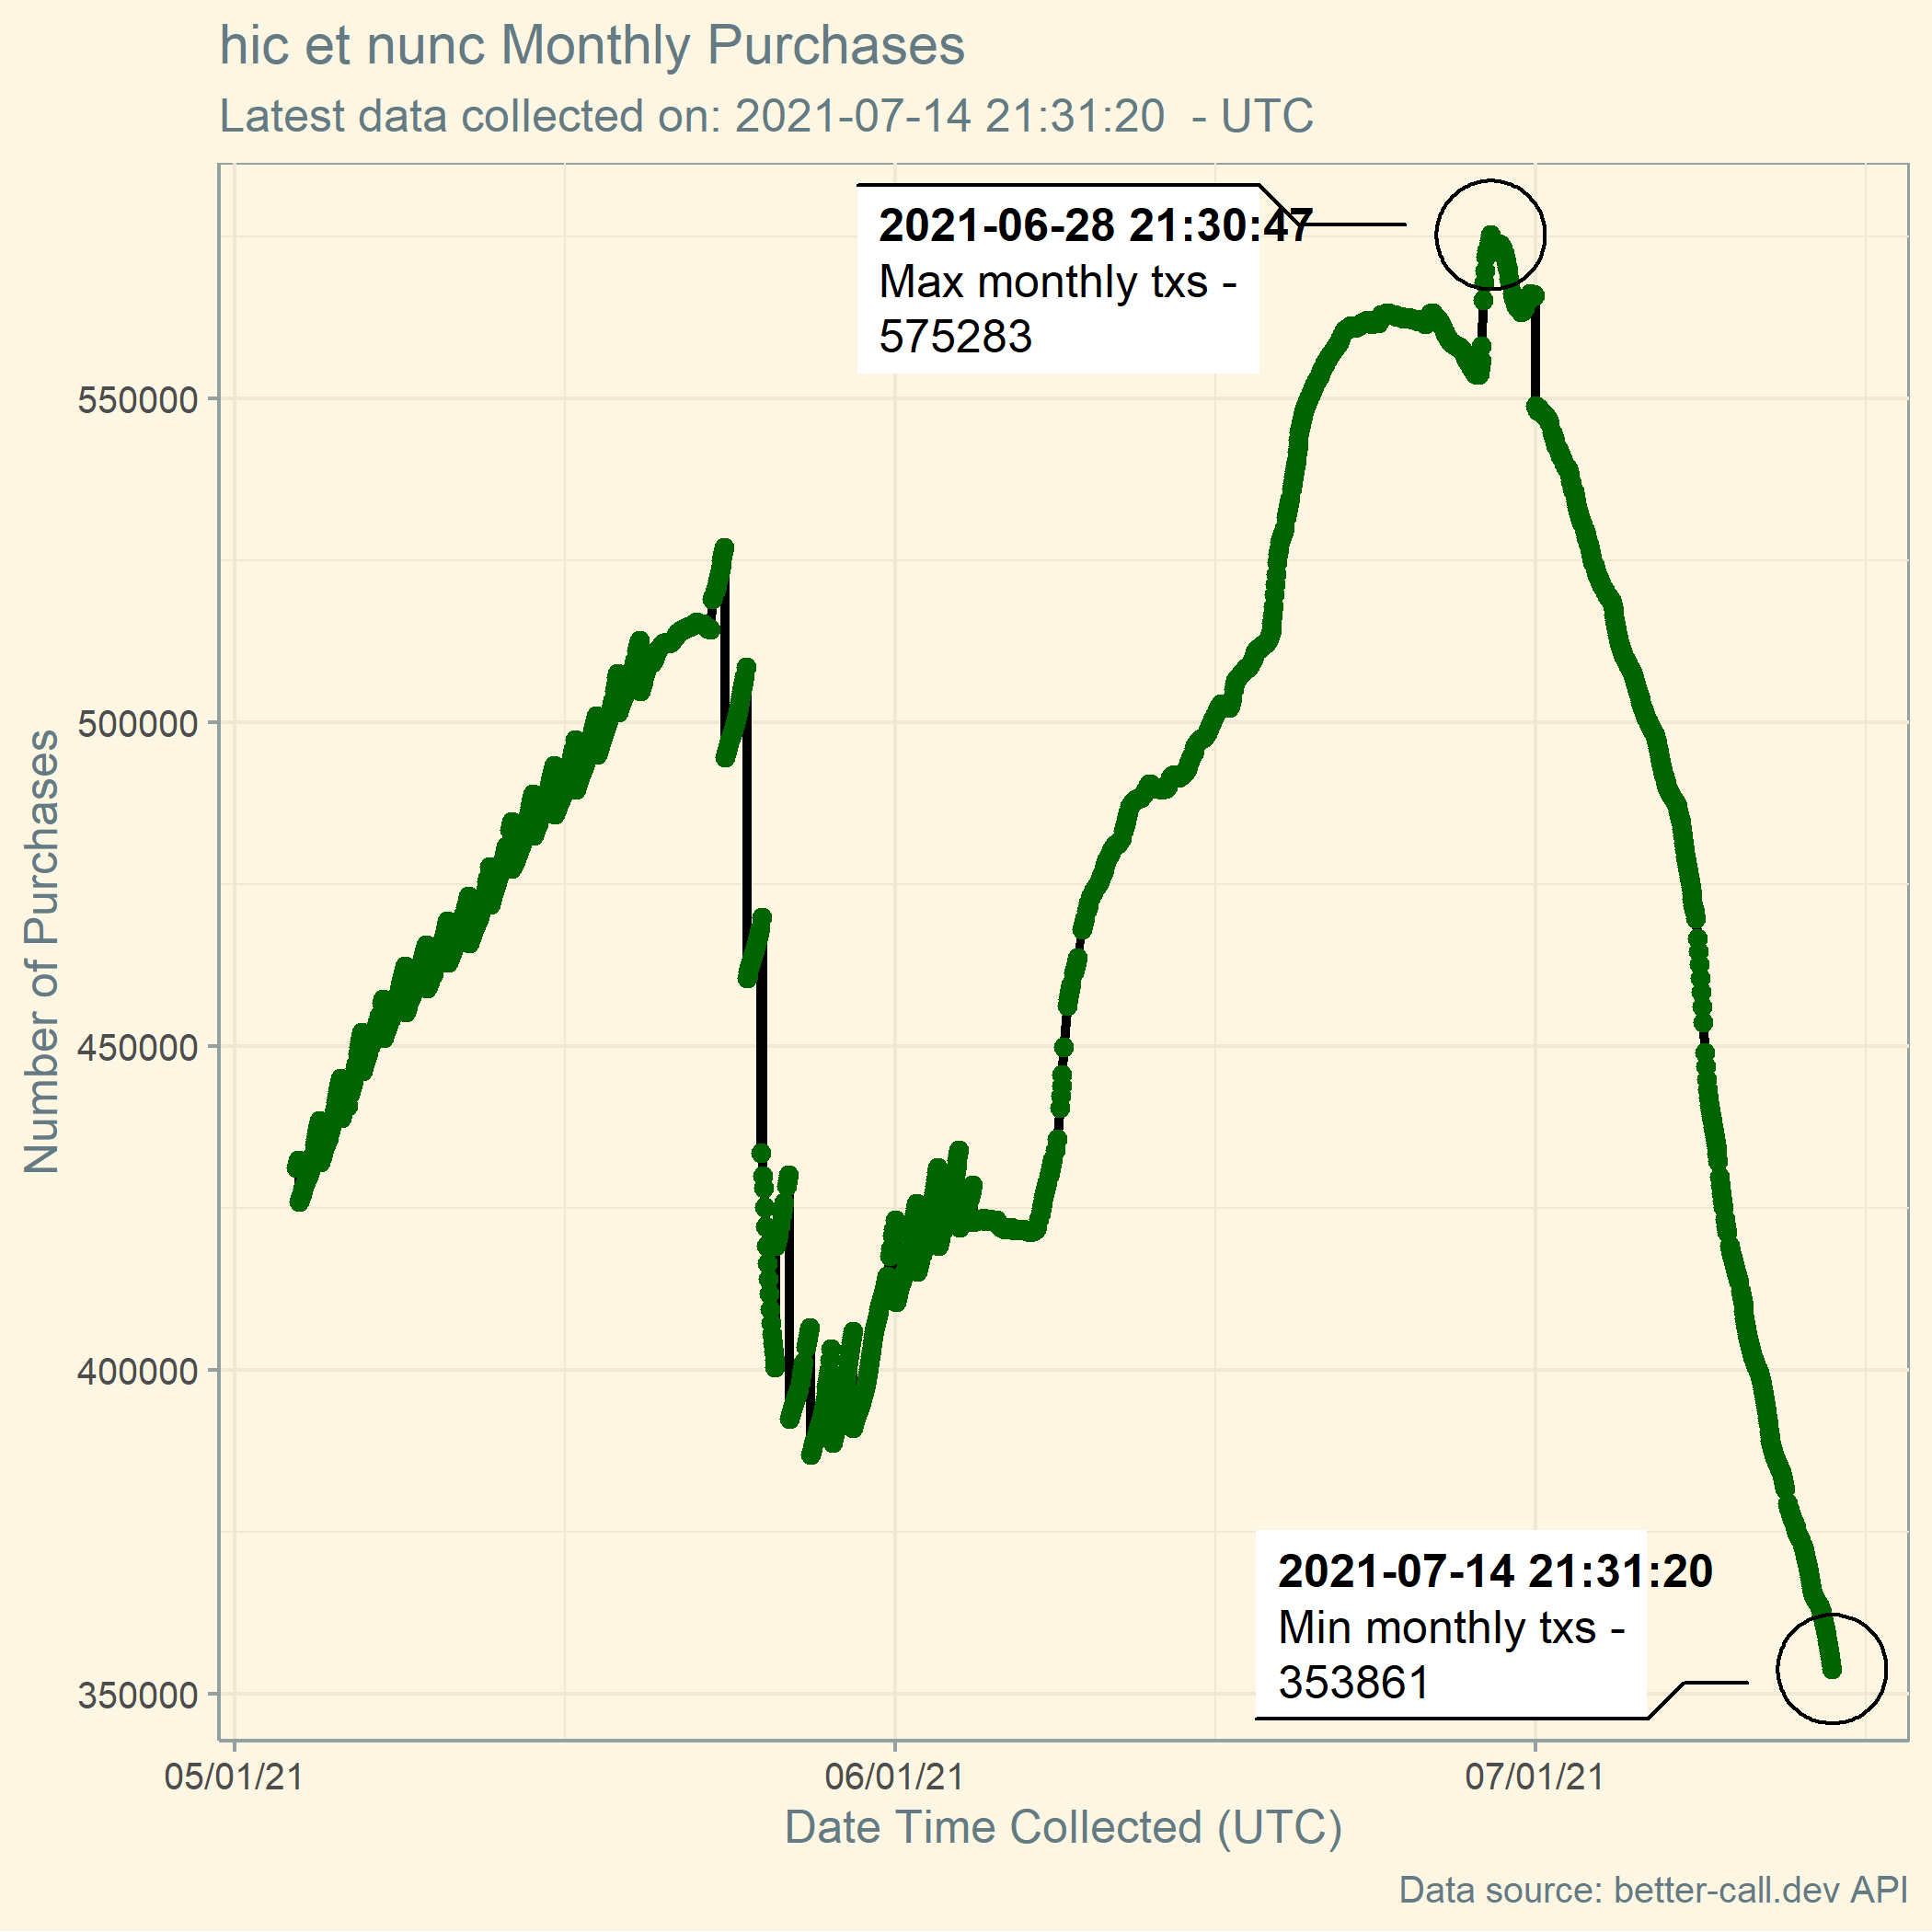 hic et nunc Monthly Purchases
Latest data collected on: 2021-07-14 21:31:20  - UTC
2021-06-28 21:30:47
Max monthly txs -
575283
550000
500000
450000
400000
350000
Number of Purchases
2021-07-14 21:31:20
Min monthly txs -
353861
05/01/21
06/01/21
07/01/21
Date Time Collected (UTC)
Data source: better-call.dev API